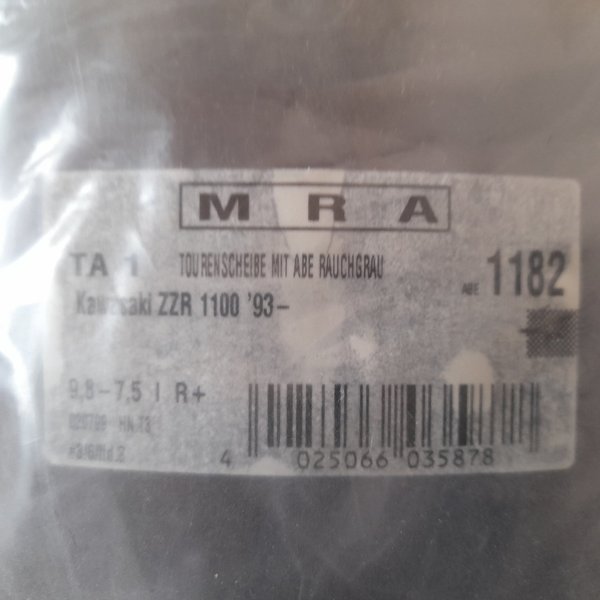 M R A
TA 1 TOURENSCHEIBE MIT ABE RAUCHGRAU
ABE 1182
Kawasaki ZZR 1100 '93-
9,8-7,5 I R+
4 025066 035878